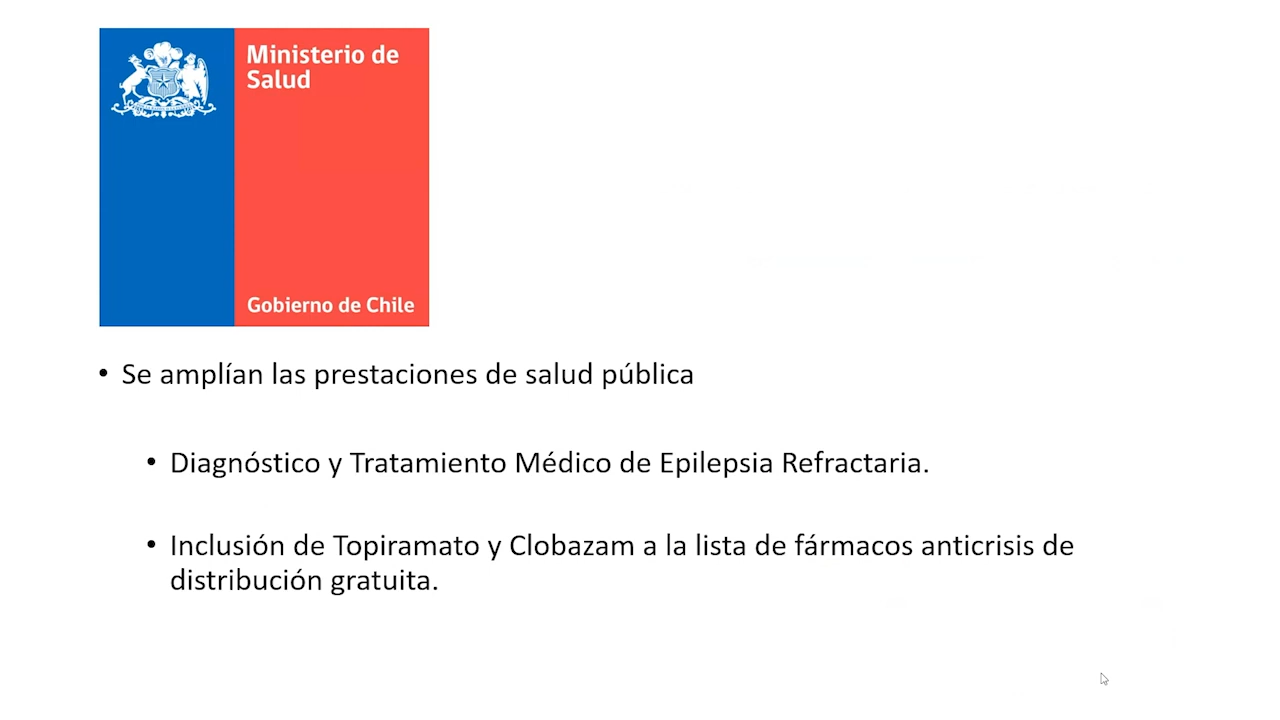 Ministerio de
Salud
Gobierno de Chile
• Se amplían las prestaciones de salud pública
• Diagnóstico y Tratamiento Médico de Epilepsia Refractaria.
• Inclusión de Topiramato y Clobazam a la lista de fármacos anticrisis de
distribución gratuita.